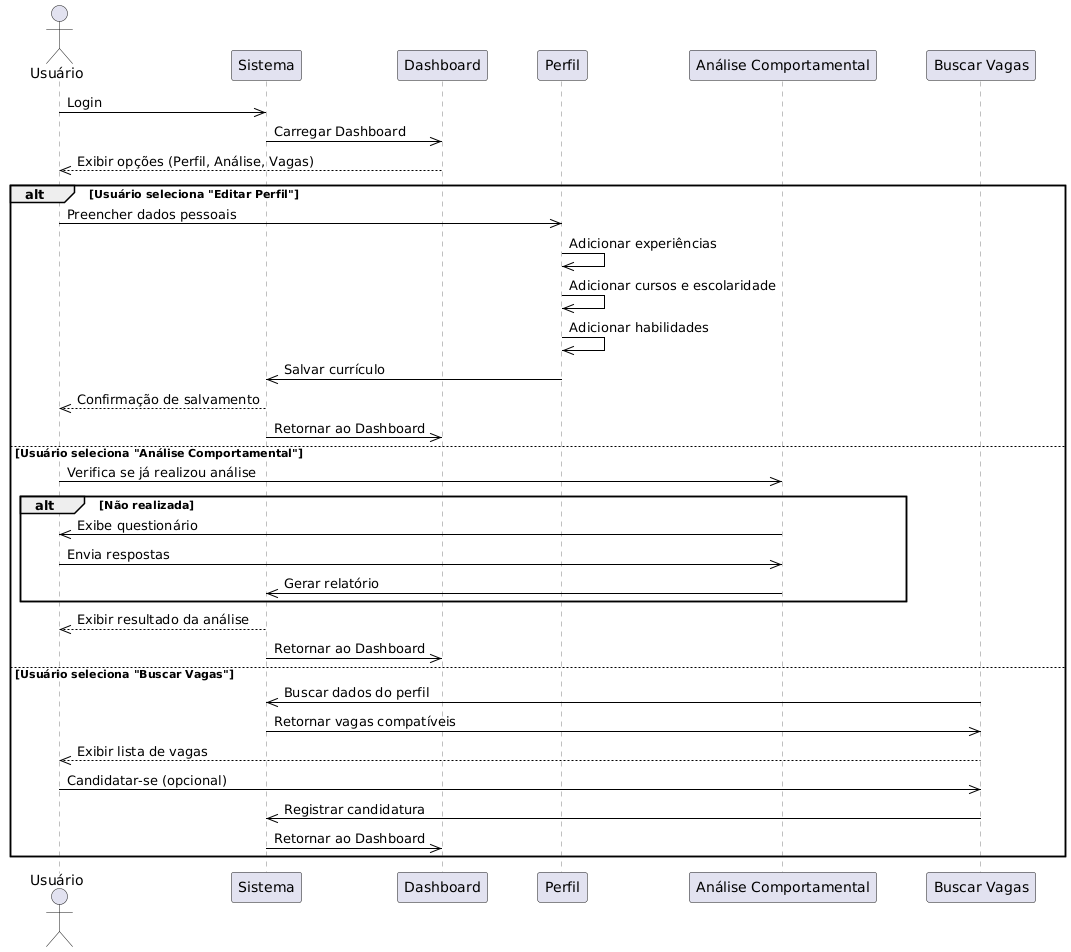 Usuário
Sistema
Dashboard
Perfil
Análise Comportamental
Buscar Vagas
Login
Carregar Dashboard
Exibir opções (Perfil, Análise, Vagas)
alt [Usuário seleciona "Editar Perfil"]
Preencher dados pessoais
Adicionar experiências
Adicionar cursos e escolaridade
Adicionar habilidades
Salvar currículo
Confirmação de salvamento
Retornar ao Dashboard
[Usuário seleciona "Análise Comportamental"]
Verifica se já realizou análise
alt [Não realizada]
Exibe questionário
Envia respostas
Gerar relatório
Exibir resultado da análise
Retornar ao Dashboard
[Usuário seleciona "Buscar Vagas"]
Buscar dados do perfil
Retornar vagas compatíveis
Exibir lista de vagas
Candidatar-se (opcional)
Registrar candidatura
Retornar ao Dashboard
Usuário
Sistema
Dashboard
Perfil
Análise Comportamental
Buscar Vagas